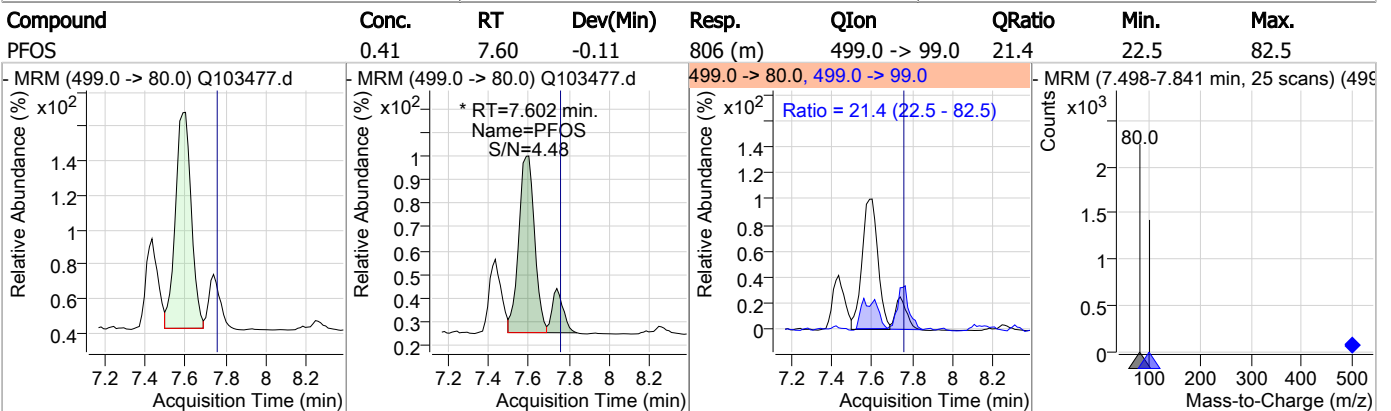 Compound Conc. RT Dev(Min) Resp. QIon QRatio Min. Max.
PFOS 0.41 7.60 -0.11 806 (m) 499.0 -> 99.0 21.4 22.5 82.5
- MRM (499.0 -> 80.0) Q103477.d
x10²
Relative Abundance (%)
1.4
1.2
1
0.8
0.6
0.4
7.2 7.4 7.6 7.8 8 8.2
Acquisition Time (min)
- MRM (499.0 -> 80.0) Q103477.d
x10²
* RT=7.602 min.
Name=PFOS
S/N=4.48
Relative Abundance (%)
1
0.9
0.8
0.7
0.6
0.5
0.4
0.3
0.2
7.2 7.4 7.6 7.8 8 8.2
Acquisition Time (min)
499.0 -> 80.0, 499.0 -> 99.0
x10²
Ratio = 21.4 (22.5 - 82.5)
Relative Abundance (%)
1.4
1.2
1
0.8
0.6
0.4
0.2
0
7.2 7.4 7.6 7.8 8 8.2
Acquisition Time (min)
- MRM (7.498-7.841 min, 25 scans) (499
x10³
Counts
80.0
2
1.5
1
0.5
0
100 200 300 400 500
Mass-to-Charge (m/z)